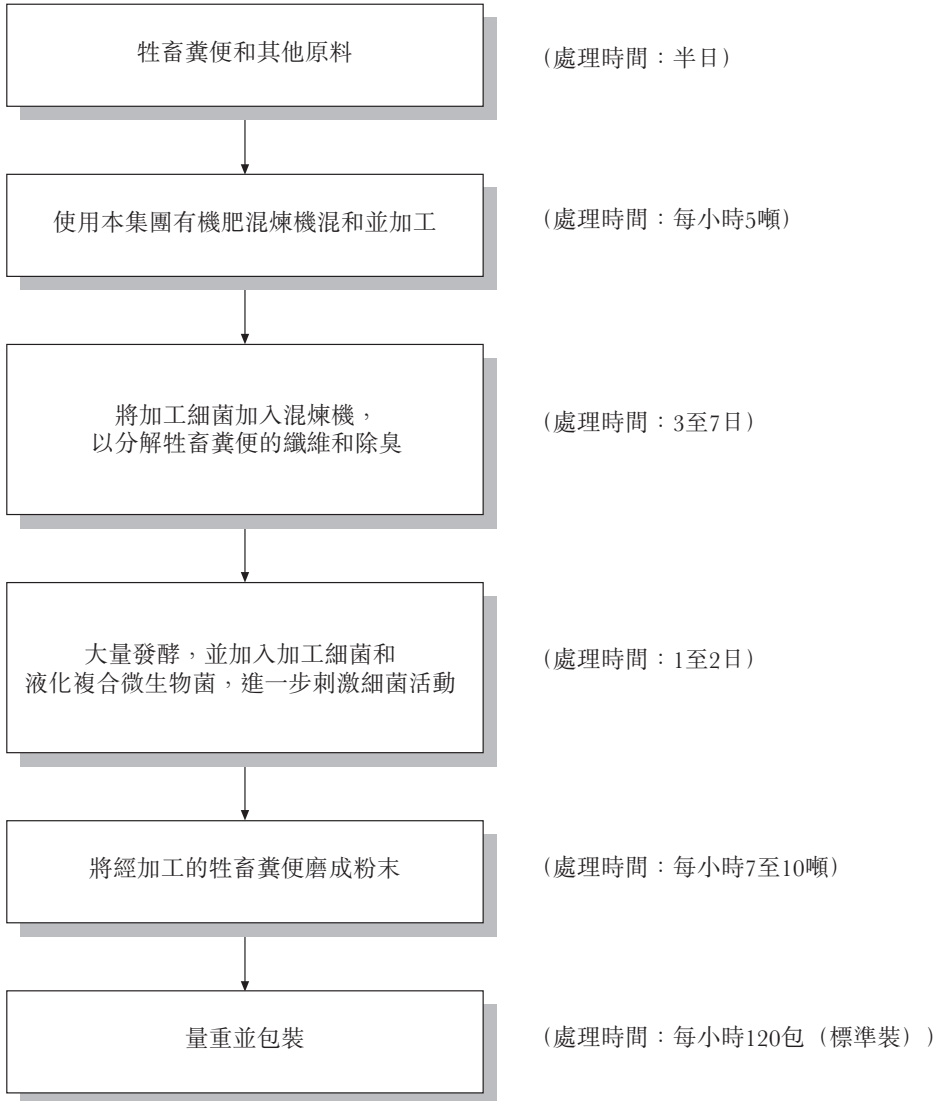 牲畜糞便和其他原料
(處理時間：半日)
使用本集團有機肥混煉機混和並加工
(處理時間：每小時5噸)
將加工細菌加入混煉機，
以分解牲畜糞便的纖維和除臭
(處理時間：3至7日)
大量發酵，並加入加工細菌和
液化複合微生物菌，進一步刺激細菌活動
(處理時間：1至2日)
將經加工的牲畜糞便磨成粉末
(處理時間：每小時7至10噸)
量重並包裝
(處理時間：每小時120包 (標準裝) )